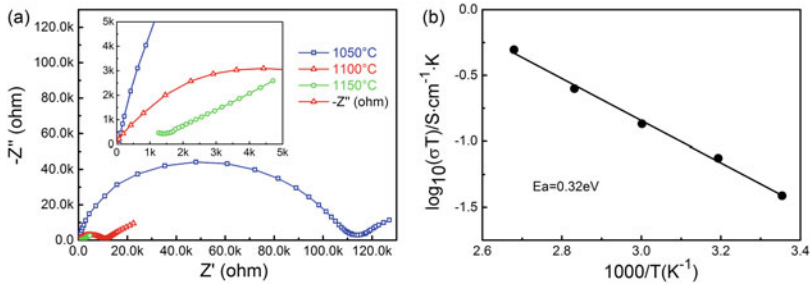 (a)
120.0k
100.0k
80.0k
60.0k
40.0k
20.0k
0.0
-Z'' (ohm)
0.0 20.0k 40.0k 60.0k 80.0k 100.0k 120.0k
Z' (ohm)
5k
4k
3k
2k
1k
0
0 1k 2k 3k 4k 5k
1050°C
1100°C
1150°C
-Z'' (ohm)
(b)
0.0
-0.5
-1.0
-1.5
log₁₀(σT)/S·cm⁻¹·K
Ea=0.32eV
2.6 2.8 3.0 3.2 3.4
1000/T(K⁻¹)